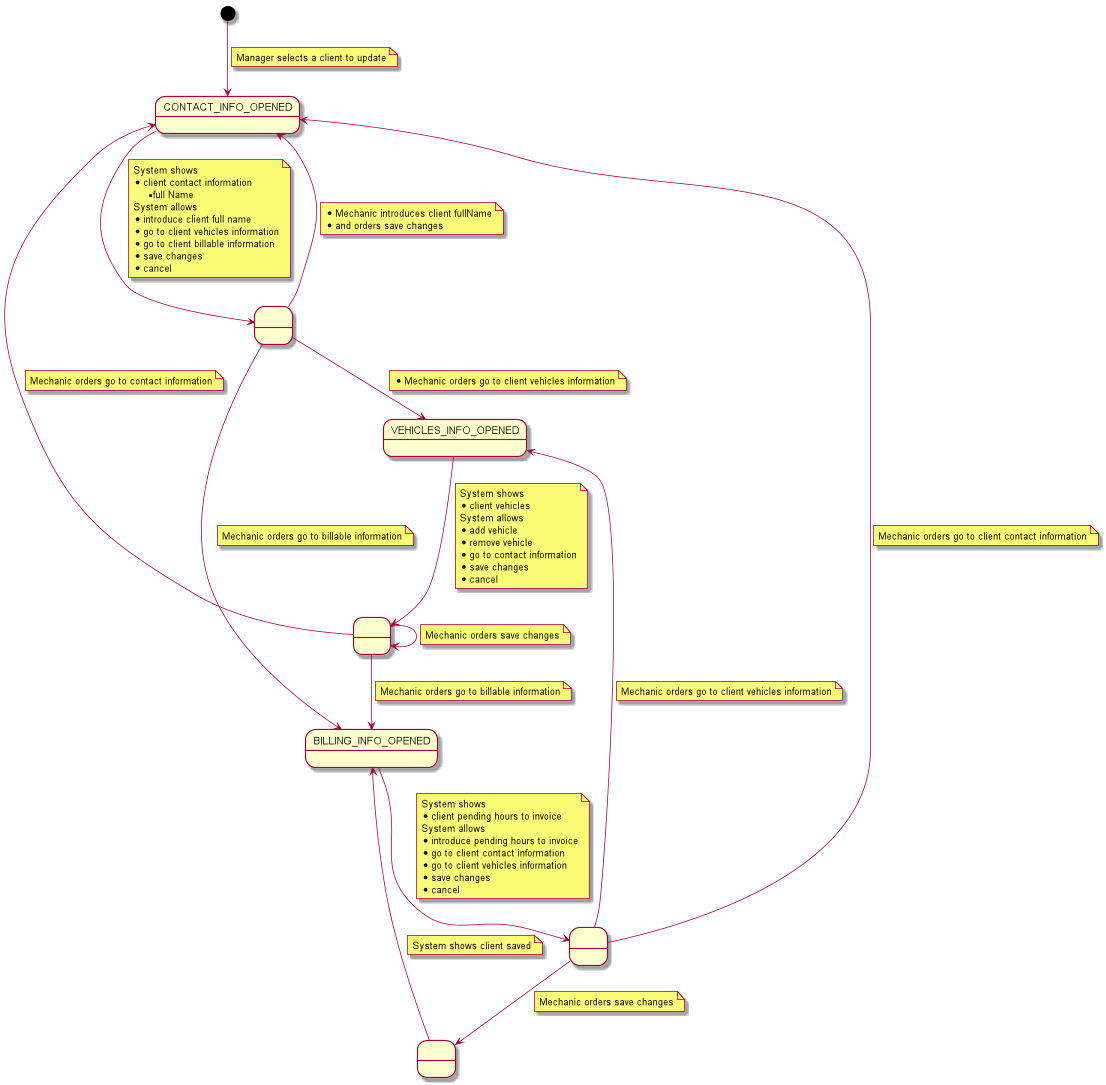 Manager selects a client to update
CONTACT_INFO_OPENED
System shows
• client contact information
▪ full Name
System allows
• introduce client full name
• go to client vehicles information
• go to client billable information
• save changes
• cancel
• Mechanic introduces client fullName
• and orders save changes
Mechanic orders go to contact information
• Mechanic orders go to client vehicles information
VEHICLES_INFO_OPENED
System shows
• client vehicles
System allows
• add vehicle
• remove vehicle
• go to contact information
• save changes
• cancel
Mechanic orders go to billable information
Mechanic orders go to client contact information
Mechanic orders save changes
Mechanic orders go to billable information
Mechanic orders go to client vehicles information
BILLING_INFO_OPENED
System shows
• client pending hours to invoice
System allows
• introduce pending hours to invoice
• go to client contact information
• go to client vehicles information
• save changes
• cancel
System shows client saved
Mechanic orders save changes